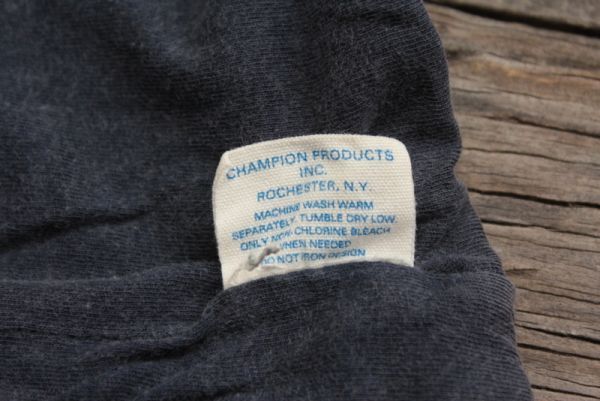 CHAMPION PRODUCTS
INC.
ROCHESTER, N.Y.
MACHINE WASH WARM
SEPARATELY, TUMBLE DRY LOW
ONLY NON-CHLORINE BLEACH
WHEN NEEDED
DO NOT IRON DESIGN